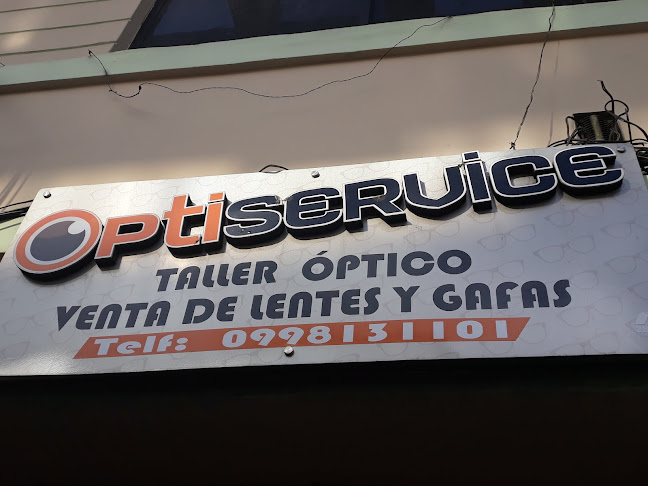 Optiservice
TALLER ÓPTICO
VENTA DE LENTES Y GAFAS
Telf: 0998131101